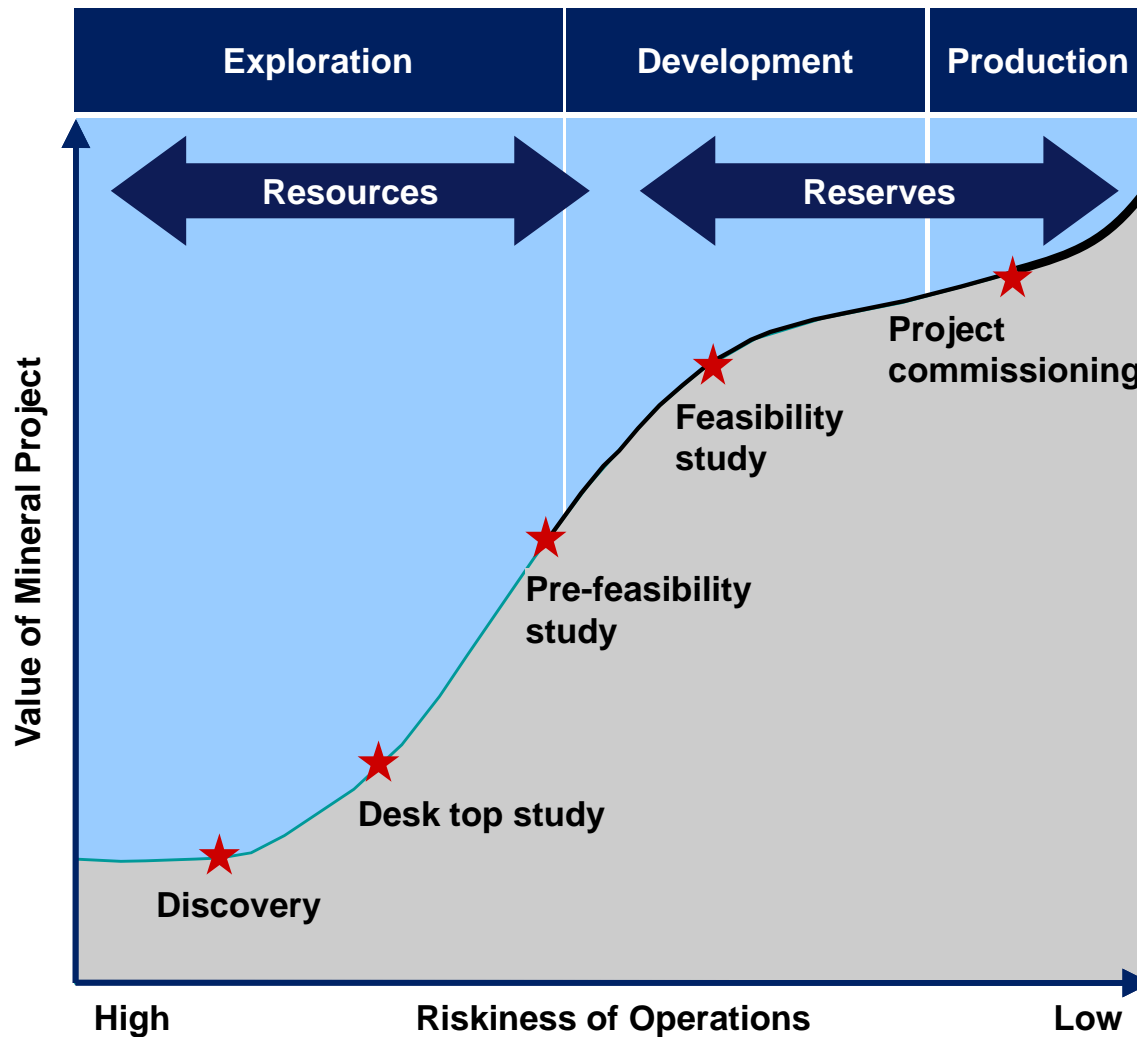 Exploration
Development
Production
Resources
Reserves
Project
commissioning
Feasibility
study
Pre-feasibility
study
Desk top study
Discovery
Value of Mineral Project
High
Riskiness of Operations
Low